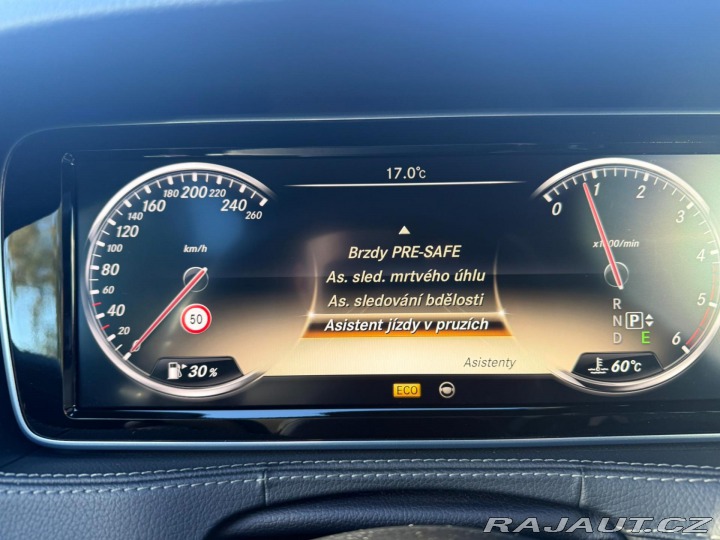 17.0°C
0 20 40 60 80 100 120 140 160 180 200 220 240 260
km/h
50
30 %
Brzdy PRE-SAFE
As. sled. mrtvého úhlu
As. sledování bdělosti
Asistent jízdy v pruzích
Asistenty
ECO
0 1 2 3 4 5 6
x1000/min
R
N P
D E
60°C
RAJAUT.CZ